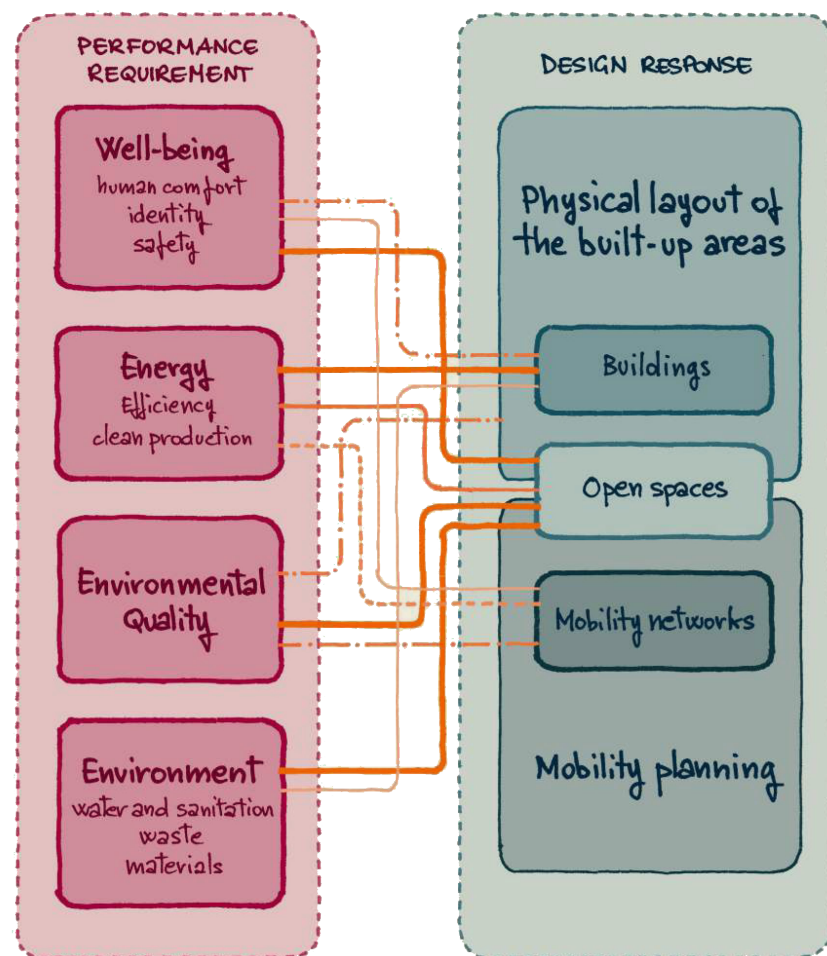 PERFORMANCE
REQUIREMENT
Well-being
human comfort
identity
safety
Energy
Efficiency
clean production
Environmental
Quality
Environment
water and sanitation
waste
materials
DESIGN RESPONSE
Physical layout of
the built-up areas
Buildings
Open spaces
Mobility networks
Mobility planning